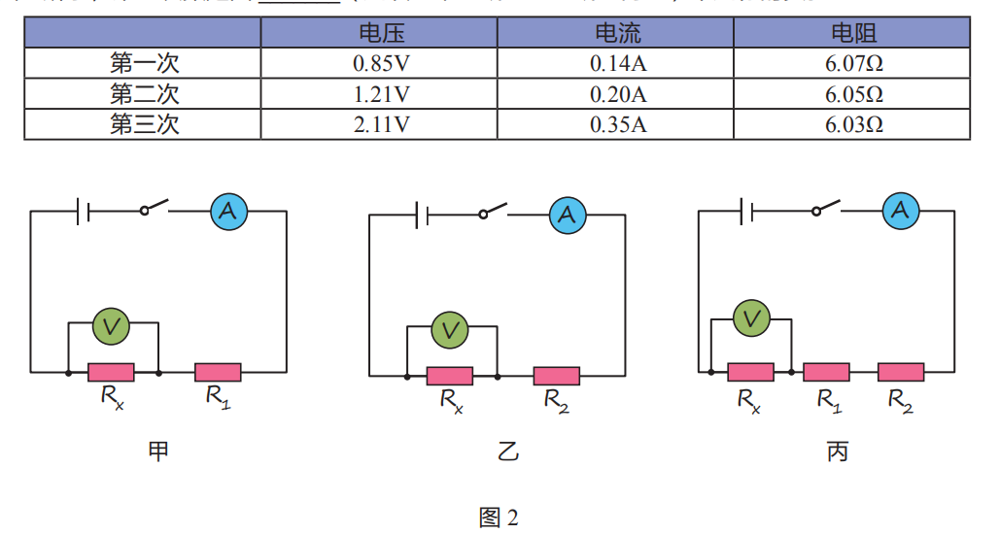 电压 电流 电阻
第一次 0.85V 0.14A 6.07Ω
第二次 1.21V 0.20A 6.05Ω
第三次 2.11V 0.35A 6.03Ω
A A A
V V V
Rx R1 Rx R2 Rx R1 R2
甲 乙 丙
图 2